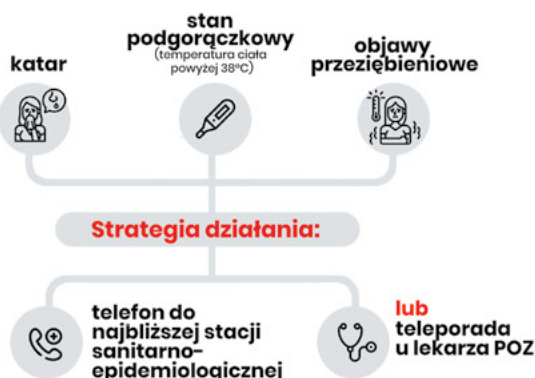 katar
stan
podgorączkowy
(temperatura ciała
powyżej 38°C)
objawy
przeziębieniowe
Strategia działania:
telefon do
najbliższej stacji
sanitarno-
epidemiologicznej
lub
teleporada
u lekarza POZ